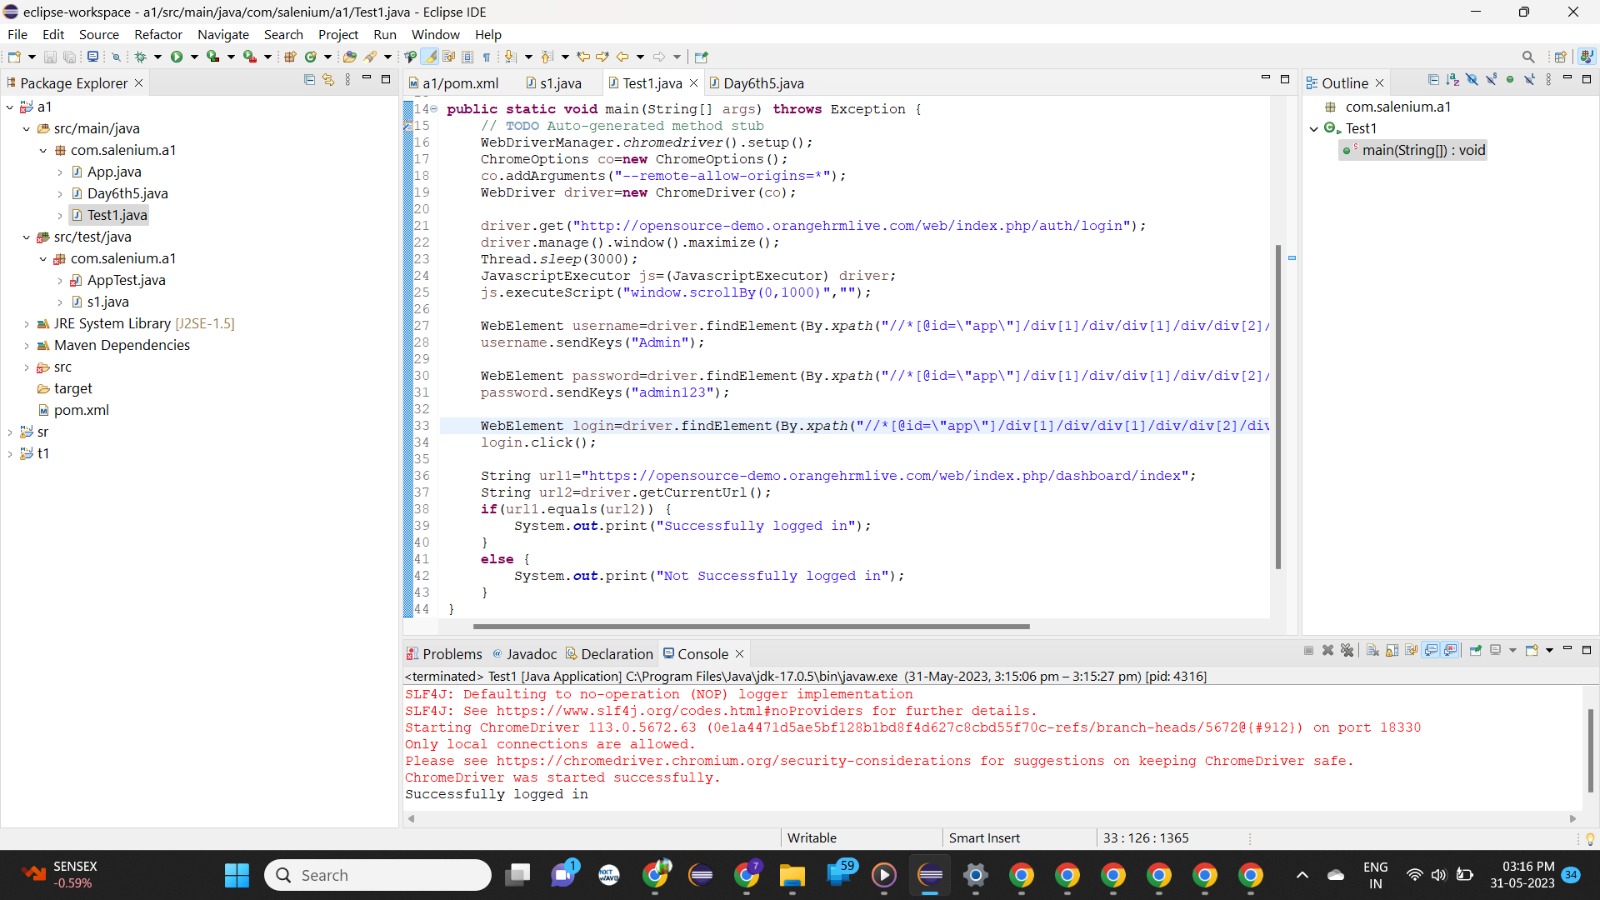 eclipse-workspace - a1/src/main/java/com/salenium/a1/Test1.java - Eclipse IDE
File Edit Source Refactor Navigate Search Project Run Window Help
Package Explorer
a1
src/main/java
com.salenium.a1
App.java
Day6th5.java
Test1.java
src/test/java
com.salenium.a1
AppTest.java
s1.java
JRE System Library [J2SE-1.5]
Maven Dependencies
src
target
pom.xml
sr
t1
a1/pom.xml s1.java Test1.java Day6th5.java
14 public static void main(String[] args) throws Exception {
15 // TODO Auto-generated method stub
16 WebDriverManager.chromedriver().setup();
17 ChromeOptions co=new ChromeOptions();
18 co.addArguments("--remote-allow-origins=*");
19 WebDriver driver=new ChromeDriver(co);
20
21 driver.get("http://opensource-demo.orangehrmlive.com/web/index.php/auth/login");
22 driver.manage().window().maximize();
23 Thread.sleep(3000);
24 JavascriptExecutor js=(JavascriptExecutor) driver;
25 js.executeScript("window.scrollBy(0,1000)","");
26
27 WebElement username=driver.findElement(By.xpath("//*[@id=\"app\"]/div[1]/div/div[1]/div/div[2]/
28 username.sendKeys("Admin");
29
30 WebElement password=driver.findElement(By.xpath("//*[@id=\"app\"]/div[1]/div/div[1]/div/div[2]/
31 password.sendKeys("admin123");
32
33 WebElement login=driver.findElement(By.xpath("//*[@id=\"app\"]/div[1]/div/div[1]/div/div[2]/div
34 login.click();
35
36 String url1="https://opensource-demo.orangehrmlive.com/web/index.php/dashboard/index";
37 String url2=driver.getCurrentUrl();
38 if(url1.equals(url2)) {
39 System.out.print("Successfully logged in");
40 }
41 else {
42 System.out.print("Not Successfully logged in");
43 }
44 }
Outline
com.salenium.a1
Test1
main(String[]) : void
Problems Javadoc Declaration Console
<terminated> Test1 [Java Application] C:\Program Files\Java\jdk-17.0.5\bin\javaw.exe (31-May-2023, 3:15:06 pm – 3:15:27 pm) [pid: 4316]
SLF4J: Defaulting to no-operation (NOP) logger implementation
SLF4J: See https://www.slf4j.org/codes.html#noProviders for further details.
Starting ChromeDriver 113.0.5672.63 (0e1a4471d5ae5bf128b1bd8f4d627c8cbd55f70c-refs/branch-heads/5672@{#912}) on port 18330
Only local connections are allowed.
Please see https://chromedriver.chromium.org/security-considerations for suggestions on keeping ChromeDriver safe.
ChromeDriver was started successfully.
Successfully logged in
Writable Smart Insert 33 : 126 : 1365
SENSEX
-0.59%
Search
1
NXT WAVE
7
59
ENG
IN
03:16 PM
31-05-2023
34